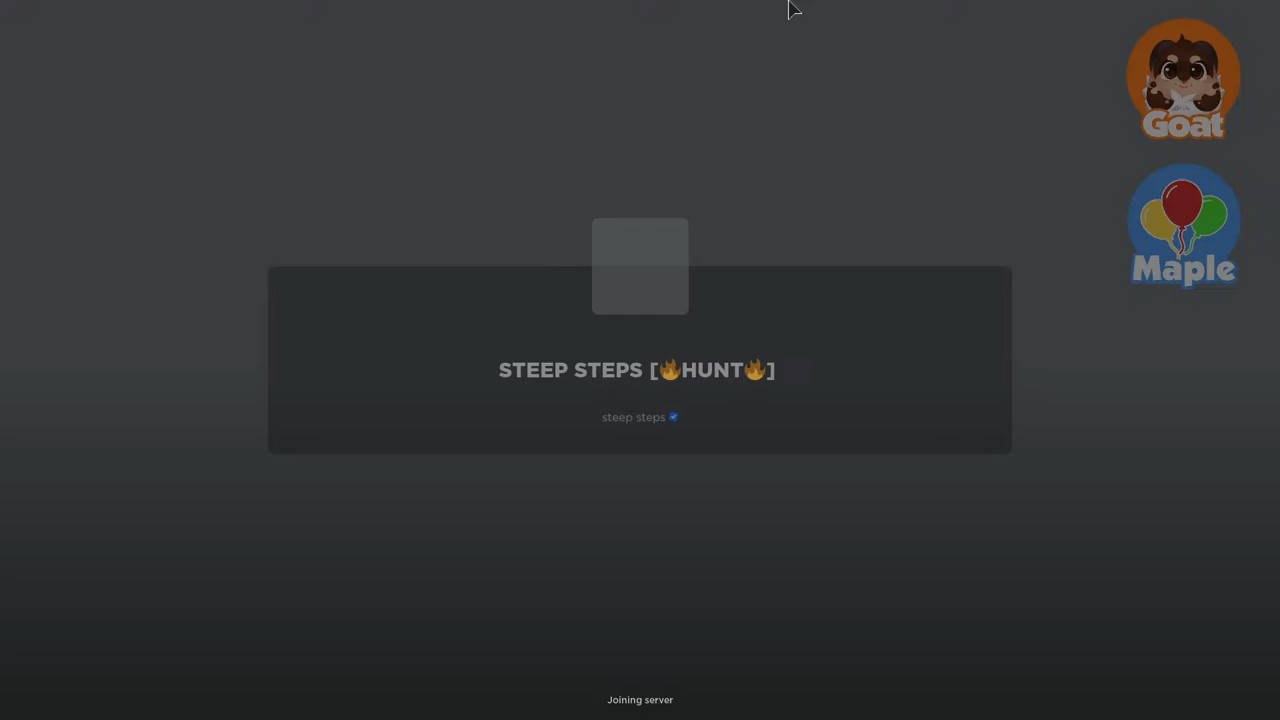 Goat
Maple
STEEP STEPS [🔥HUNT🔥]
steep steps
Joining server